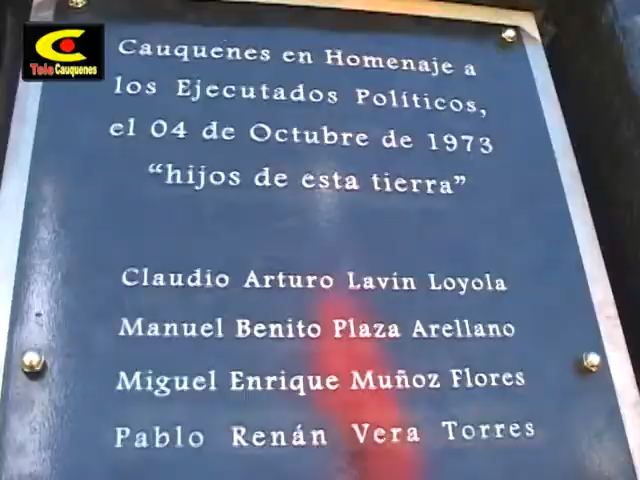 TeleCauquenes
Cauquenes en Homenaje a
los Ejecutados Políticos,
el 04 de Octubre de 1973
“hijos de esta tierra”
Claudio Arturo Lavin Loyola
Manuel Benito Plaza Arellano
Miguel Enrique Muñoz Flores
Pablo Renán Vera Torres